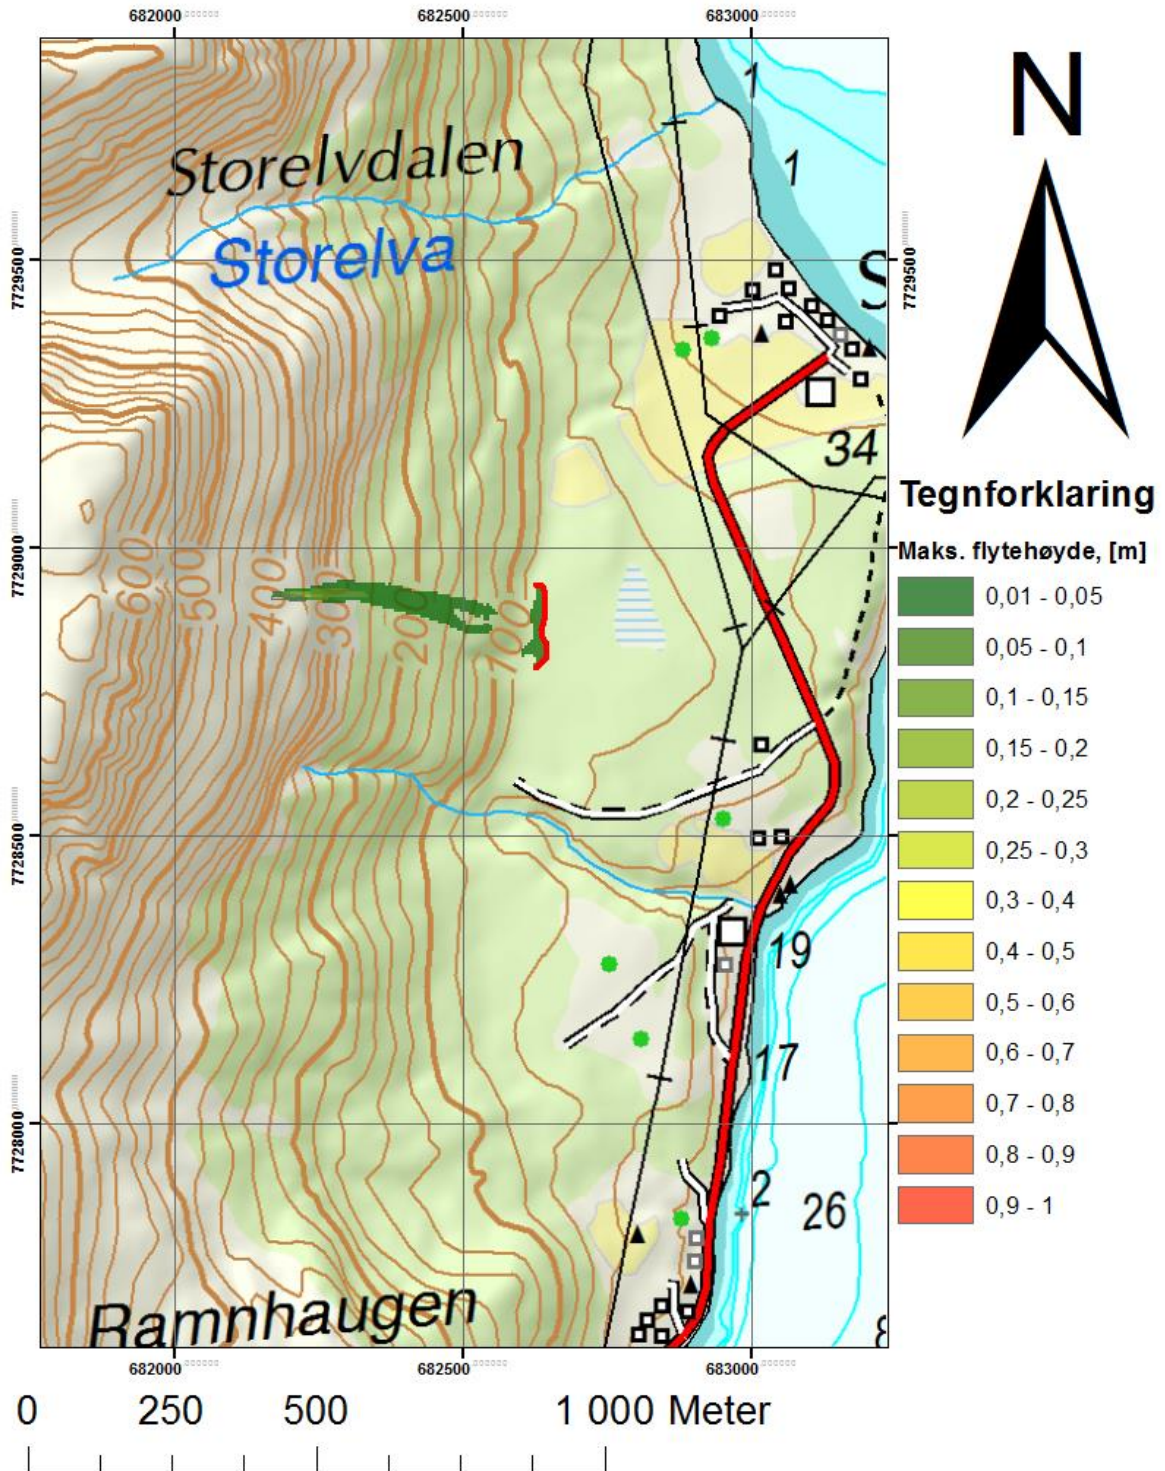 682000 682500 683000
N
1
1
Storelvdalen
Storelva
7729500
7729500
S
34
Tegnforklaring
Maks. flytehøyde, [m]
7729000
600 500 400 300 200 100
0,01 - 0,05
0,05 - 0,1
0,1 - 0,15
0,15 - 0,2
0,2 - 0,25
0,25 - 0,3
0,3 - 0,4
0,4 - 0,5
0,5 - 0,6
0,6 - 0,7
0,7 - 0,8
0,8 - 0,9
0,9 - 1
7728500
19
17
7728000
2
26
Ramnhaugen
8
682000 682500 683000
0 250 500 1 000 Meter